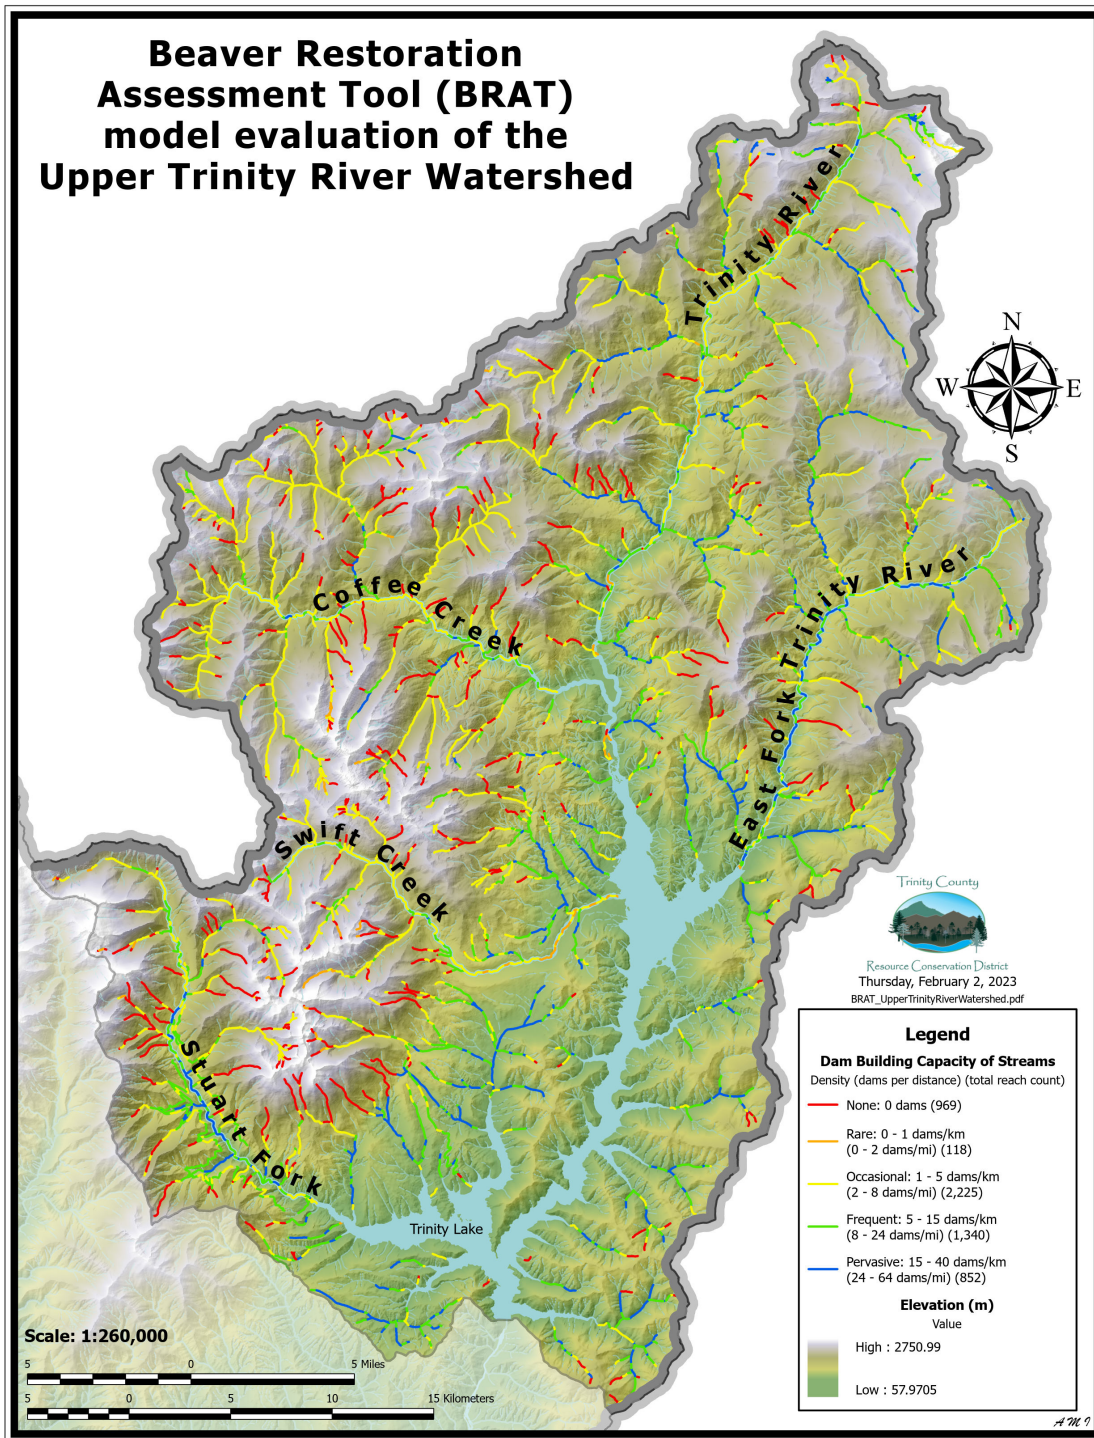 Beaver Restoration
Assessment Tool (BRAT)
model evaluation of the
Upper Trinity River Watershed
Trinity River
N
W E
S
Coffee Creek
East Fork Trinity River
Swift Creek
Stuart Fork
Trinity Lake
Trinity County
Resource Conservation District
Thursday, February 2, 2023
BRAT_UpperTrinityRiverWatershed.pdf
Legend
Dam Building Capacity of Streams
Density (dams per distance) (total reach count)
None: 0 dams (969)
Rare: 0 - 1 dams/km
(0 - 2 dams/mi) (118)
Occasional: 1 - 5 dams/km
(2 - 8 dams/mi) (2,225)
Frequent: 5 - 15 dams/km
(8 - 24 dams/mi) (1,340)
Pervasive: 15 - 40 dams/km
(24 - 64 dams/mi) (852)
Elevation (m)
Value
High : 2750.99
Low : 57.9705
Scale: 1:260,000
5 0 5 Miles
5 0 5 10 15 Kilometers